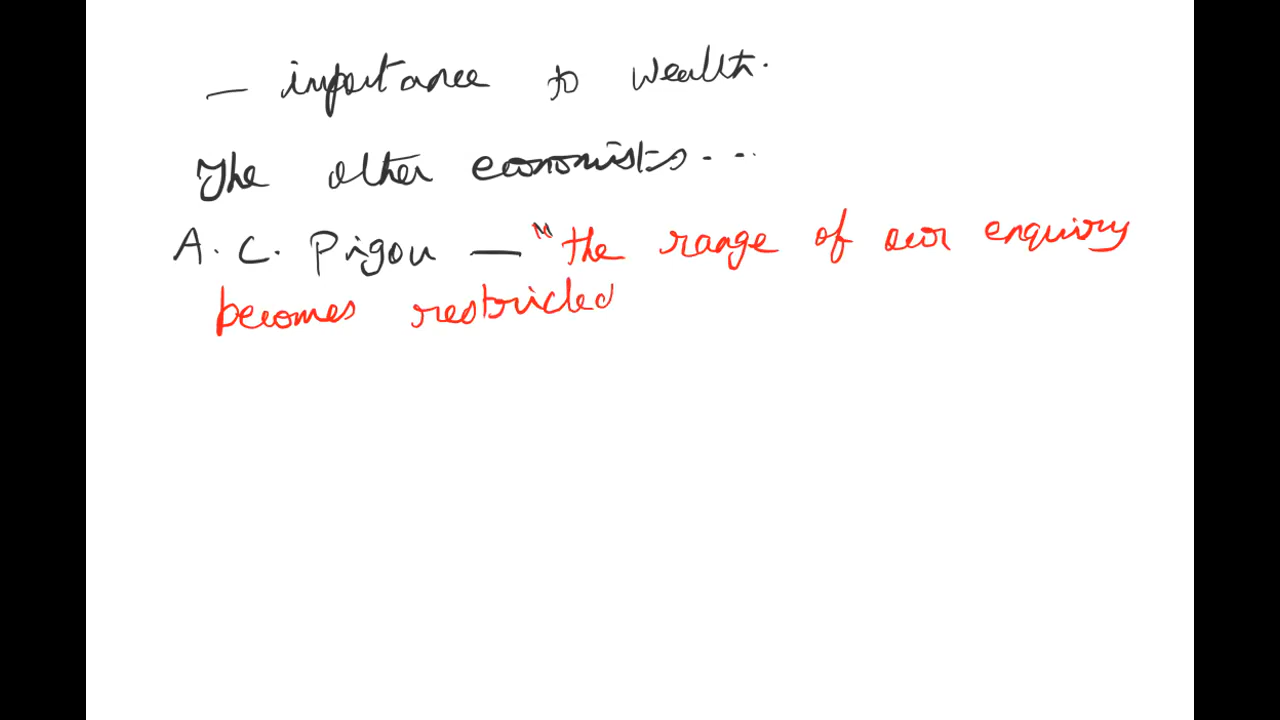 — importance to wealth.
The other economists...
A. C. Pigou — "the range of our enquiry
becomes restricted